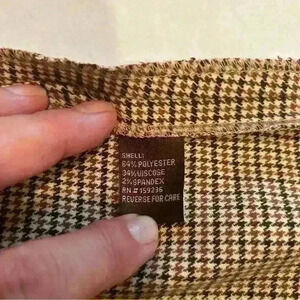 SHELL:
64% POLYESTER
34% VISCOSE
2% SPANDEX
RN # 159236
REVERSE FOR CARE